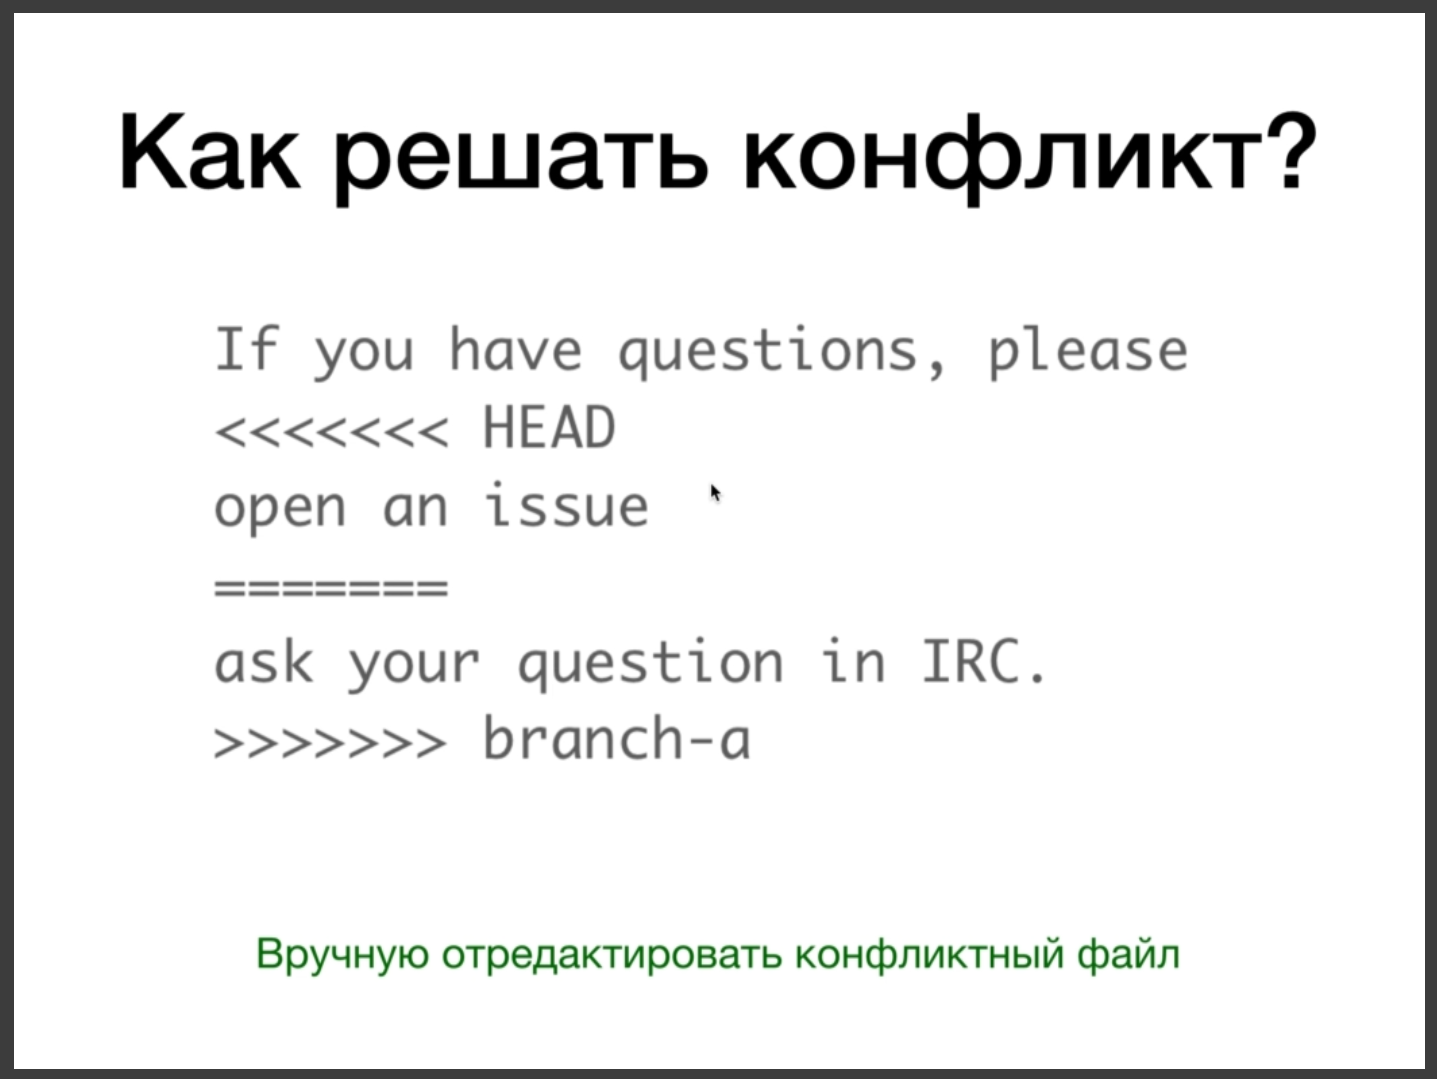 Как решать конфликт?
If you have questions, please
<<<<<<< HEAD
open an issue
=======
ask your question in IRC.
>>>>>>> branch-a
Вручную отредактировать конфликтный файл